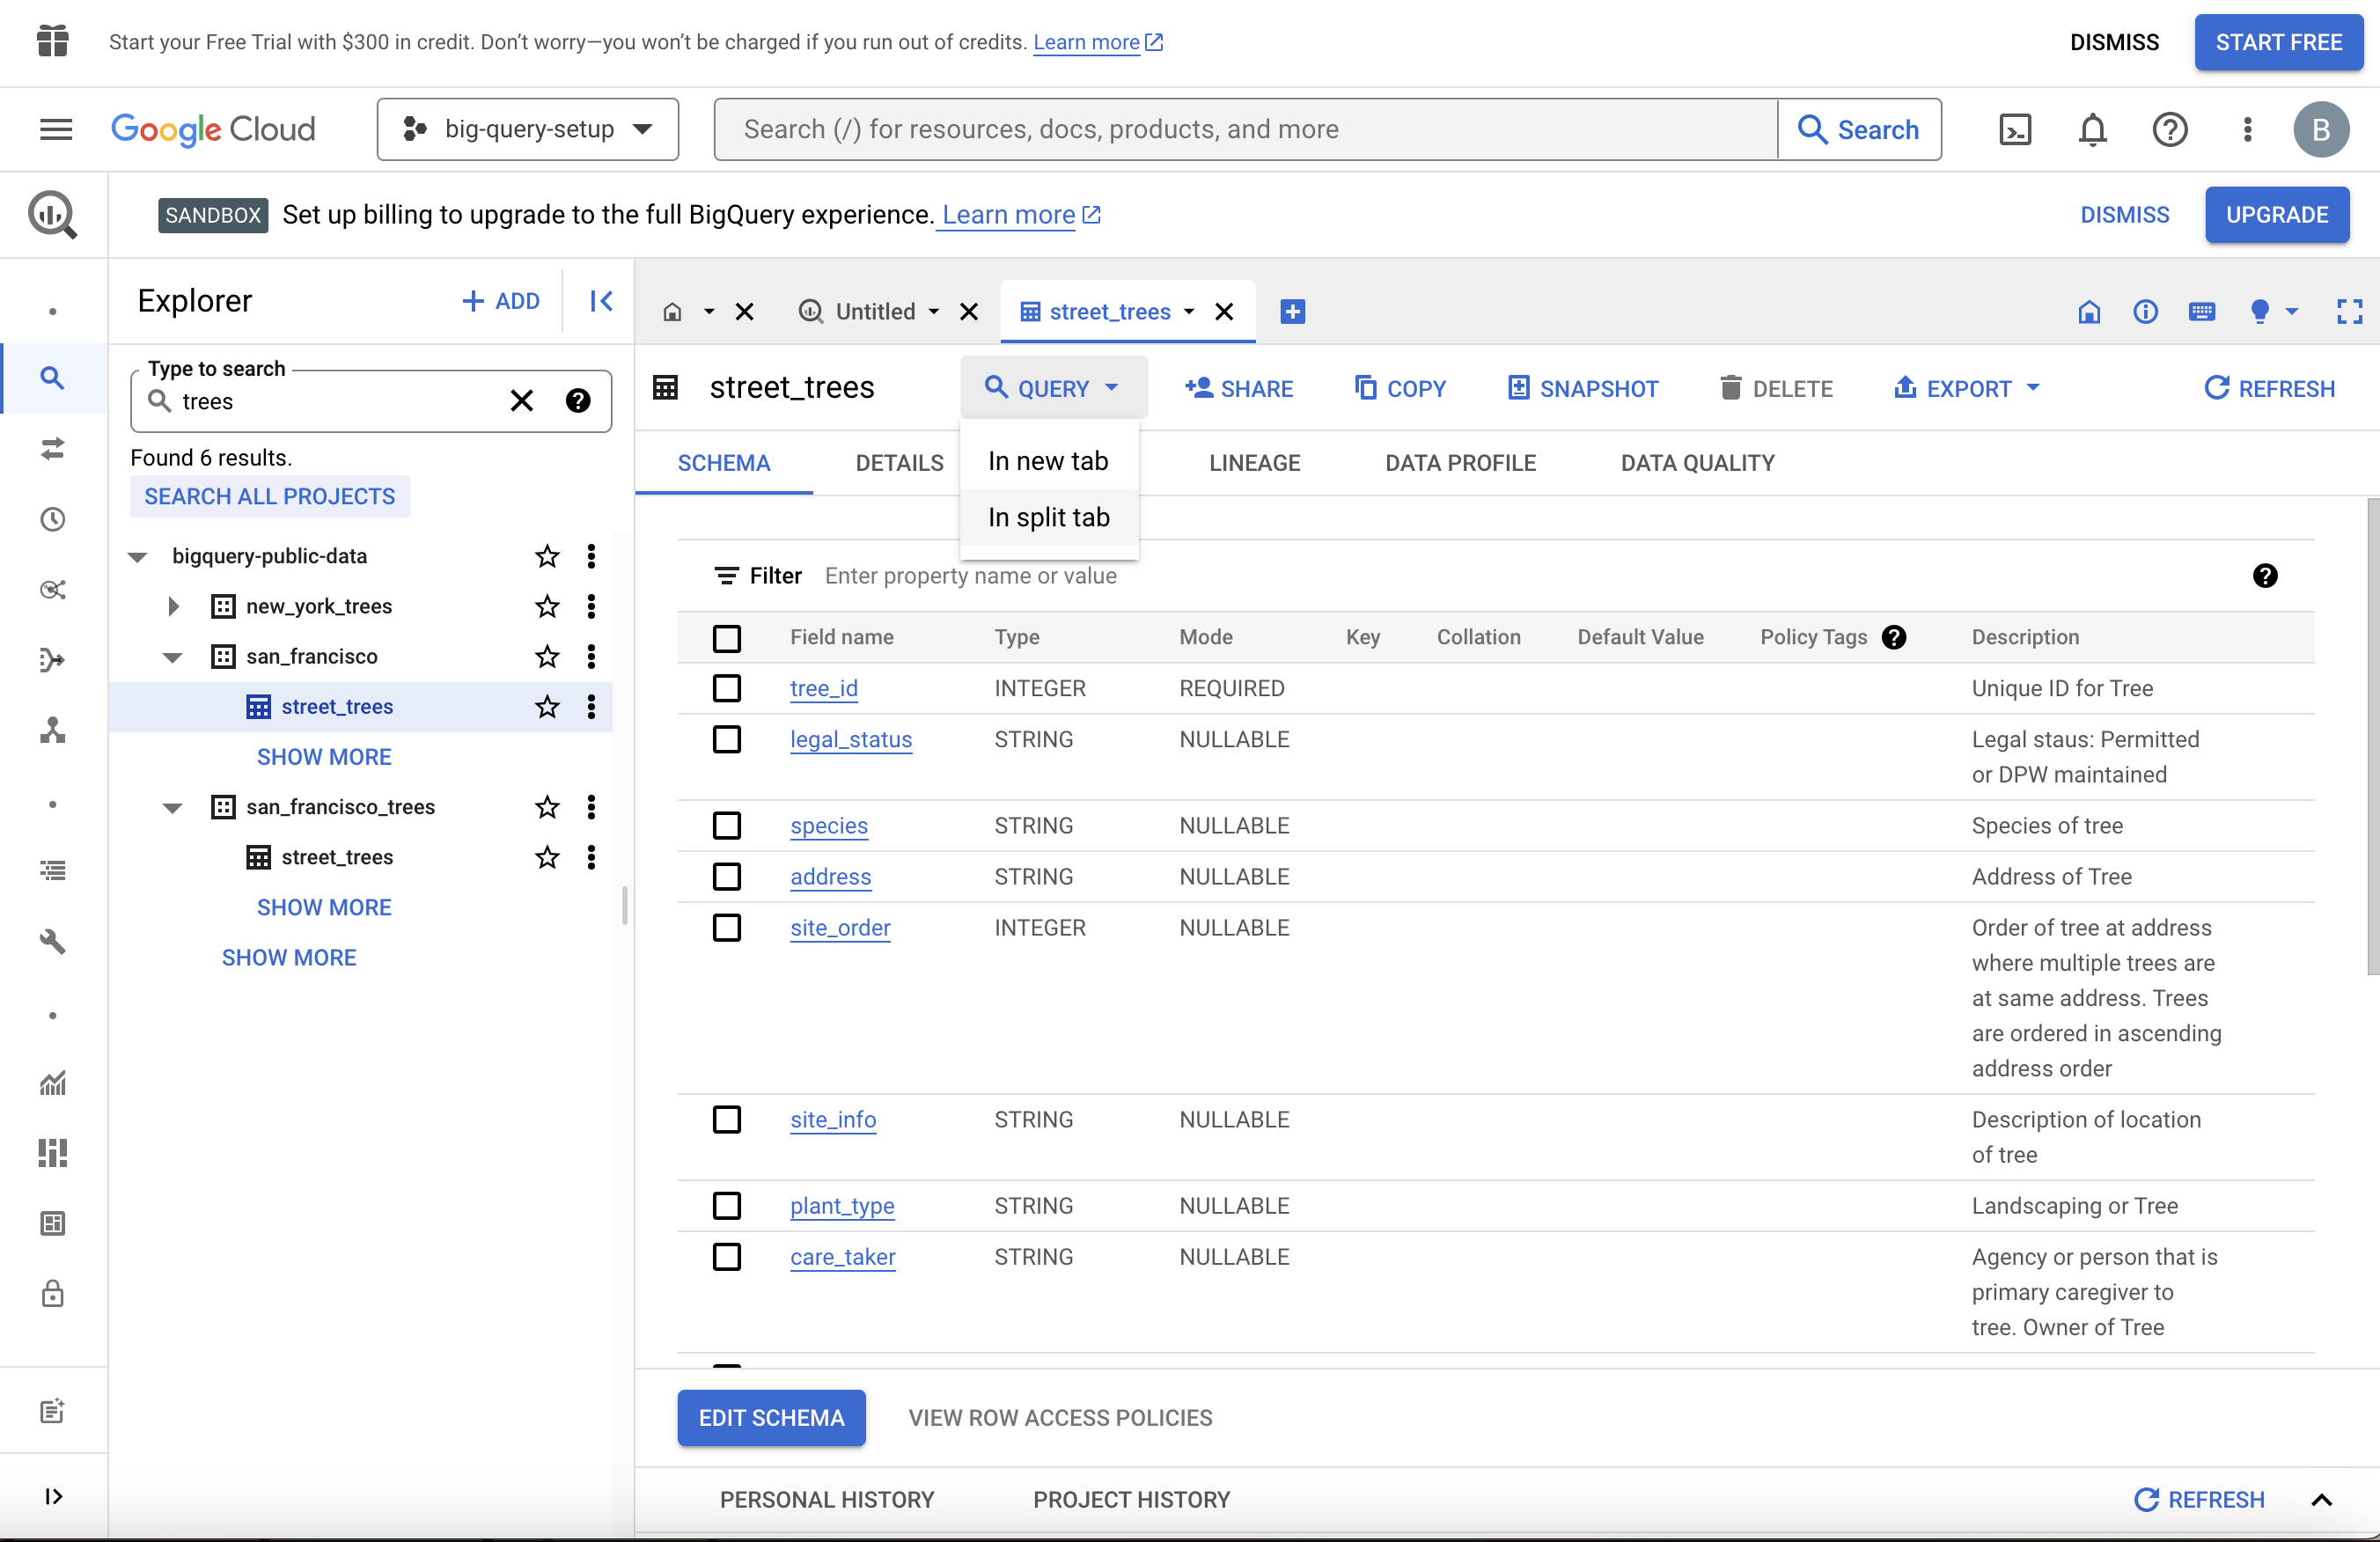 Start your Free Trial with $300 in credit. Don't worry—you won't be charged if you run out of credits. Learn more
DISMISS
START FREE
Google Cloud
big-query-setup
Search (/) for resources, docs, products, and more
Search
B
SANDBOX Set up billing to upgrade to the full BigQuery experience. Learn more
DISMISS
UPGRADE
Explorer
+ ADD
Type to search
trees
Found 6 results.
SEARCH ALL PROJECTS
bigquery-public-data
new_york_trees
san_francisco
street_trees
SHOW MORE
san_francisco_trees
street_trees
SHOW MORE
SHOW MORE
Untitled
street_trees
street_trees
QUERY
SHARE
COPY
SNAPSHOT
DELETE
EXPORT
REFRESH
In new tab
In split tab
SCHEMA
DETAILS
LINEAGE
DATA PROFILE
DATA QUALITY
Filter Enter property name or value
Field name Type Mode Key Collation Default Value Policy Tags Description
tree_id INTEGER REQUIRED Unique ID for Tree
legal_status STRING NULLABLE Legal staus: Permitted
or DPW maintained
species STRING NULLABLE Species of tree
address STRING NULLABLE Address of Tree
site_order INTEGER NULLABLE Order of tree at address
where multiple trees are
at same address. Trees
are ordered in ascending
address order
site_info STRING NULLABLE Description of location
of tree
plant_type STRING NULLABLE Landscaping or Tree
care_taker STRING NULLABLE Agency or person that is
primary caregiver to
tree. Owner of Tree
EDIT SCHEMA
VIEW ROW ACCESS POLICIES
PERSONAL HISTORY
PROJECT HISTORY
REFRESH